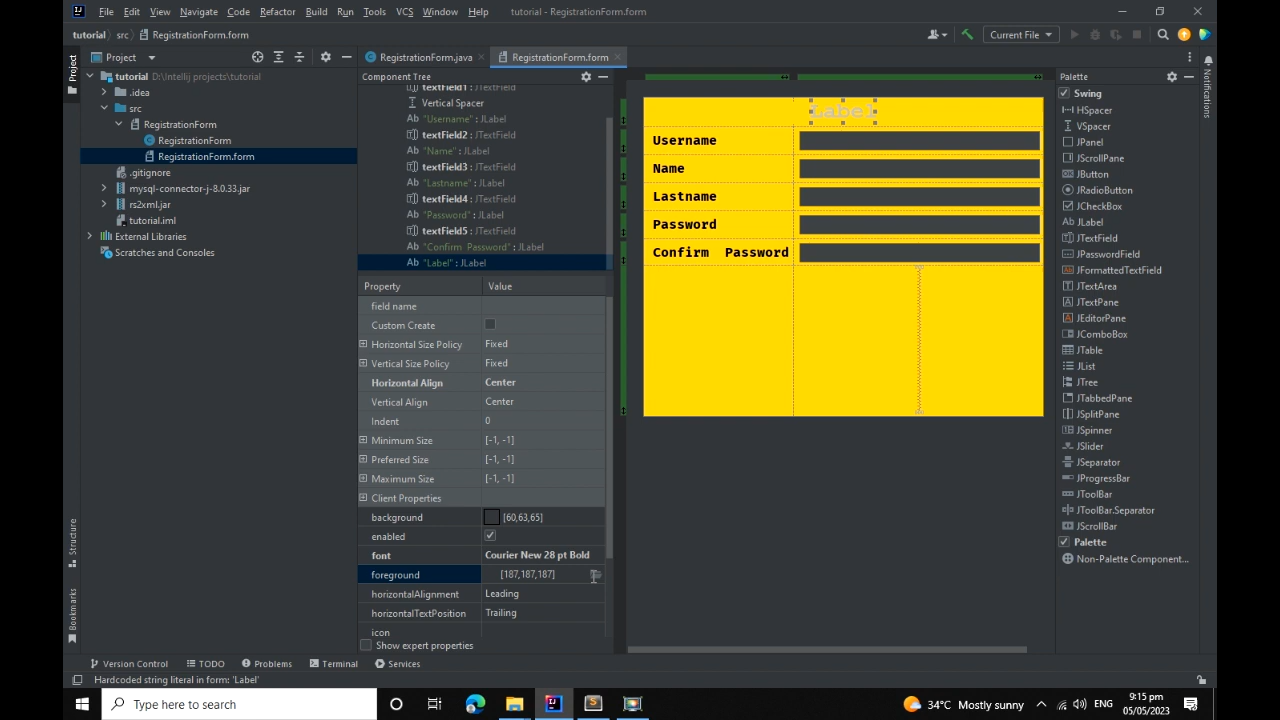 File Edit View Navigate Code Refactor Build Run Tools VCS Window Help tutorial - RegistrationForm.form
tutorial src RegistrationForm.form Current File
Project
Project
RegistrationForm.java RegistrationForm.form
Notifications
tutorial D:\Intellij projects\tutorial
.idea
src
RegistrationForm
RegistrationForm
RegistrationForm.form
.gitignore
mysql-connector-j-8.0.33.jar
rs2xml.jar
tutorial.iml
External Libraries
Scratches and Consoles
Structure
Bookmarks
Component Tree
textField1 : JTextField
Vertical Spacer
"Username" : JLabel
textField2 : JTextField
"Name" : JLabel
textField3 : JTextField
"Lastname" : JLabel
textField4 : JTextField
"Password" : JLabel
textField5 : JTextField
"Confirm Password" : JLabel
"Label" : JLabel
Property Value
field name
Custom Create
Horizontal Size Policy Fixed
Vertical Size Policy Fixed
Horizontal Align Center
Vertical Align Center
Indent 0
Minimum Size [-1, -1]
Preferred Size [-1, -1]
Maximum Size [-1, -1]
Client Properties
background [60,63,65]
enabled
font Courier New 28 pt Bold
foreground [187,187,187]
horizontalAlignment Leading
horizontalTextPosition Trailing
icon
Show expert properties
Label
Username
Name
Lastname
Password
Confirm Password
Palette
Swing
HSpacer
VSpacer
JPanel
JScrollPane
JButton
JRadioButton
JCheckBox
JLabel
JTextField
JPasswordField
JFormattedTextField
JTextArea
JTextPane
JEditorPane
JComboBox
JTable
JList
JTree
JTabbedPane
JSplitPane
JSpinner
JSlider
JSeparator
JProgressBar
JToolBar
JToolBar.Separator
JScrollBar
Palette
Non-Palette Component...
Version Control TODO Problems Terminal Services
Hardcoded string literal in form: 'Label'
Type here to search
34°C Mostly sunny ENG 9:15 pm
05/05/2023